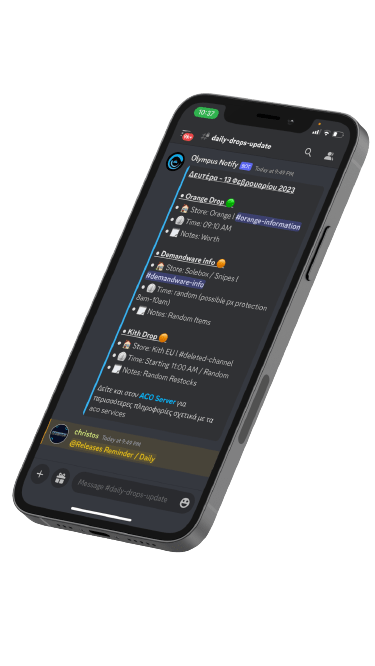 10:37
99+
daily-drops-update
Olympus Notify BOT Today at 9:49 PM
Δευτέρα - 13 Φεβρουαρίου 2023
• Orange Drop
• Store: Orange | #orange-information
• Time: 09:10 AM
• Notes: Worth
• Demandware info
• Store: Solebox / Snipes |
#demandware-info
• Time: random (possible px protection
8am-10am)
• Notes: Random Items
• Kith Drop
• Store: Kith EU | #deleted-channel
• Time: Starting 11:00 AM / Random
• Notes: Random Restocks
Δείτε και στον ACO Server για
περισσότερες πληροφορίες σχετικά με τα
aco services
christos Today at 9:49 PM
@Releases Reminder / Daily
Message #daily-drops-update